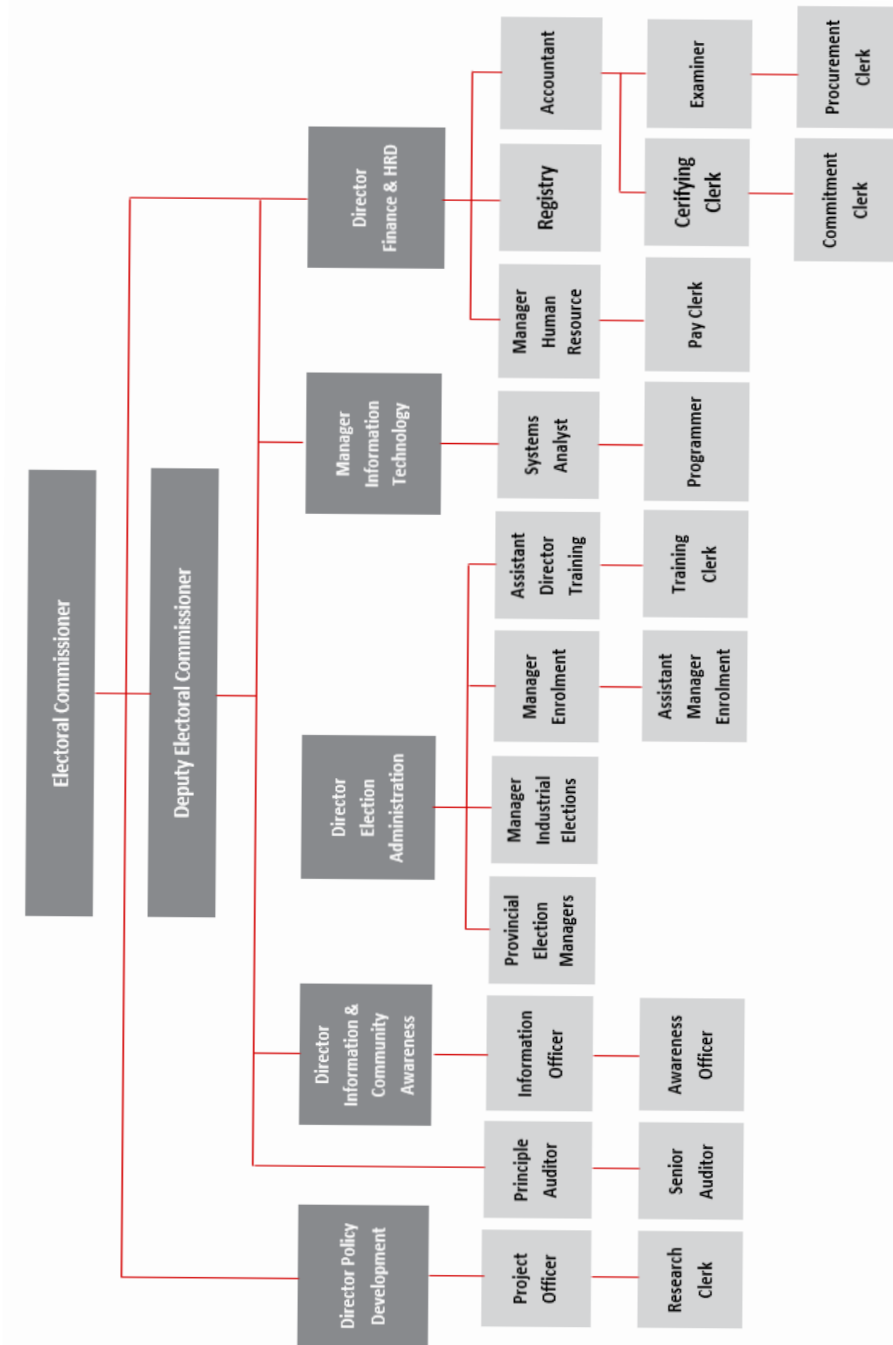 Electoral Commissioner
Deputy Electoral Commissioner
Director Policy
Development
Director
Information &
Community
Awareness
Director
Election
Administration
Manager
Information
Technology
Director
Finance & HRD
Project
Officer
Principle
Auditor
Information
Officer
Provincial
Election
Managers
Manager
Industrial
Elections
Manager
Enrolment
Assistant
Director
Training
Systems
Analyst
Manager
Human
Resource
Registry
Accountant
Research
Clerk
Senior
Auditor
Awareness
Officer
Assistant
Manager
Enrolment
Training
Clerk
Programmer
Pay Clerk
Cerifying
Clerk
Examiner
Commitment
Clerk
Procurement
Clerk